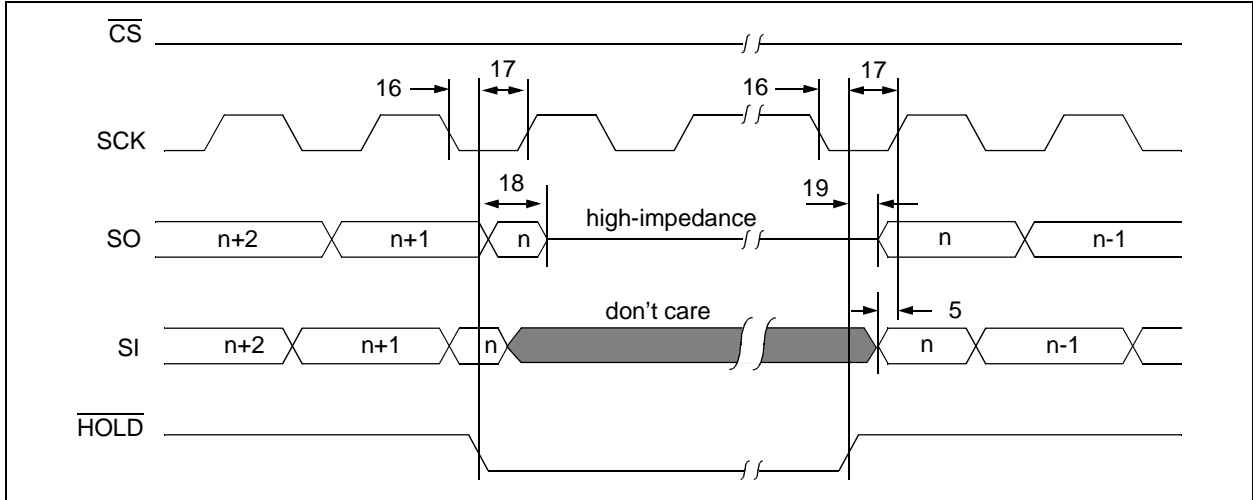 CS
16
17
16
17
SCK
18
19
SO
n+2
n+1
n
high-impedance
n
n-1
don't care
5
SI
n+2
n+1
n
n
n-1
HOLD